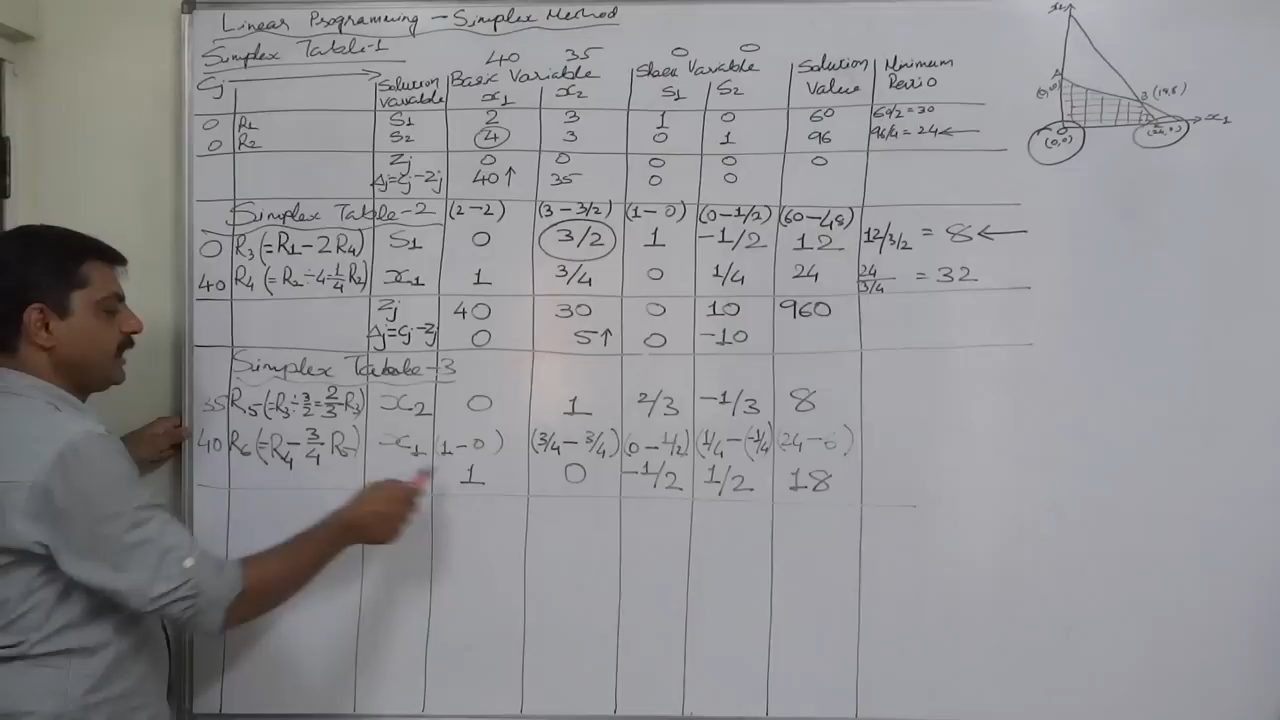 Linear Programming - Simplex Method
Simplex Table-1
40 35 0 0
Cj Solution Variable Basic Variable Slack Variable Solution Value Minimum
x1 x2 S1 S2
0 R1 S1 2 3 1 0 60 60/2 = 30
0 R2 S2 4 3 0 1 96 96/4 = 24 ←
Zj 0 0 0 0 0
Δj=Cj-Zj 40↑ 35 0 0
Simplex Table-2 (2-2) (3-3/2) (1-0) (0-1/2) (60-48)
0 R3(=R1-2R4) S1 0 3/2 1 -1/2 12 12/3/2 = 8 ←
40 R4(=R2÷4=1/4R2) x1 1 3/4 0 1/4 24 24/3/4 = 32
Zj 40 30 0 10 960
Δj=Cj-Zj 0 5↑ 0 -10
Simplex Table-3
35 R5(=R3÷3/2=2/3R3) x2 0 1 2/3 -1/3 8
40 R6(=R4-3/4R5) x1 (1-0) (3/4-3/4) (0-1/2) (1/4-(-1/4) (24-6)
1 0 -1/2 1/2 18
A
B (18,8)
x1
(0,0) (24,0)